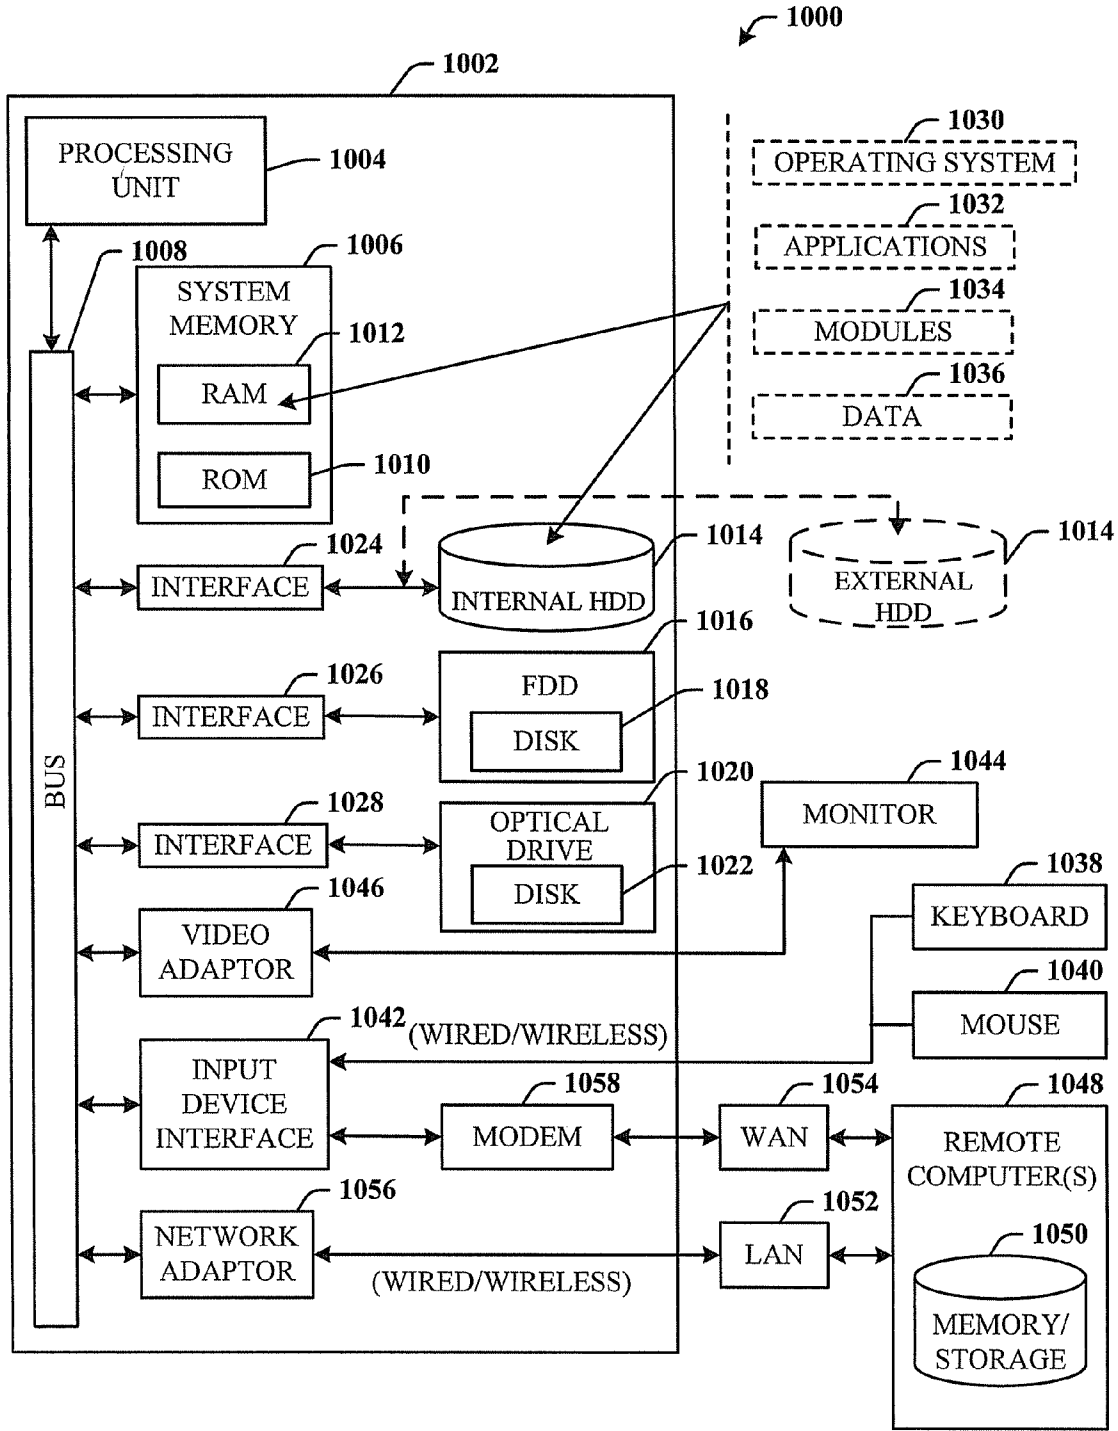 1000
1002
PROCESSING
UNIT
1004
1030
OPERATING SYSTEM
1032
APPLICATIONS
1034
MODULES
1036
DATA
1008
1006
SYSTEM
MEMORY
1012
RAM
1010
ROM
1024
INTERFACE
1014
INTERNAL HDD
1014
EXTERNAL
HDD
1026
INTERFACE
1016
FDD
1018
DISK
BUS
1028
INTERFACE
1020
OPTICAL
DRIVE
1022
DISK
1044
MONITOR
1046
VIDEO
ADAPTOR
1038
KEYBOARD
1040
MOUSE
1042
(WIRED/WIRELESS)
INPUT
DEVICE
INTERFACE
1058
MODEM
1054
WAN
1048
REMOTE
COMPUTER(S)
1056
NETWORK
ADAPTOR
(WIRED/WIRELESS)
1052
LAN
1050
MEMORY/
STORAGE